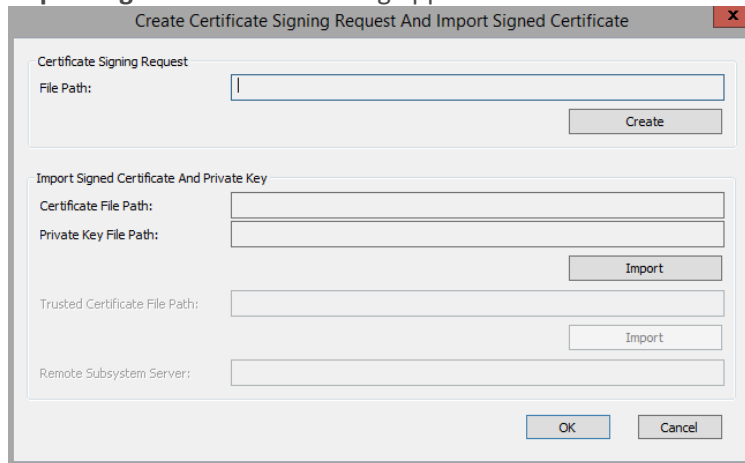 Create Certificate Signing Request And Import Signed Certificate
x
Certificate Signing Request
File Path:
Create
Import Signed Certificate And Private Key
Certificate File Path:
Private Key File Path:
Import
Trusted Certificate File Path:
Import
Remote Subsystem Server:
OK Cancel